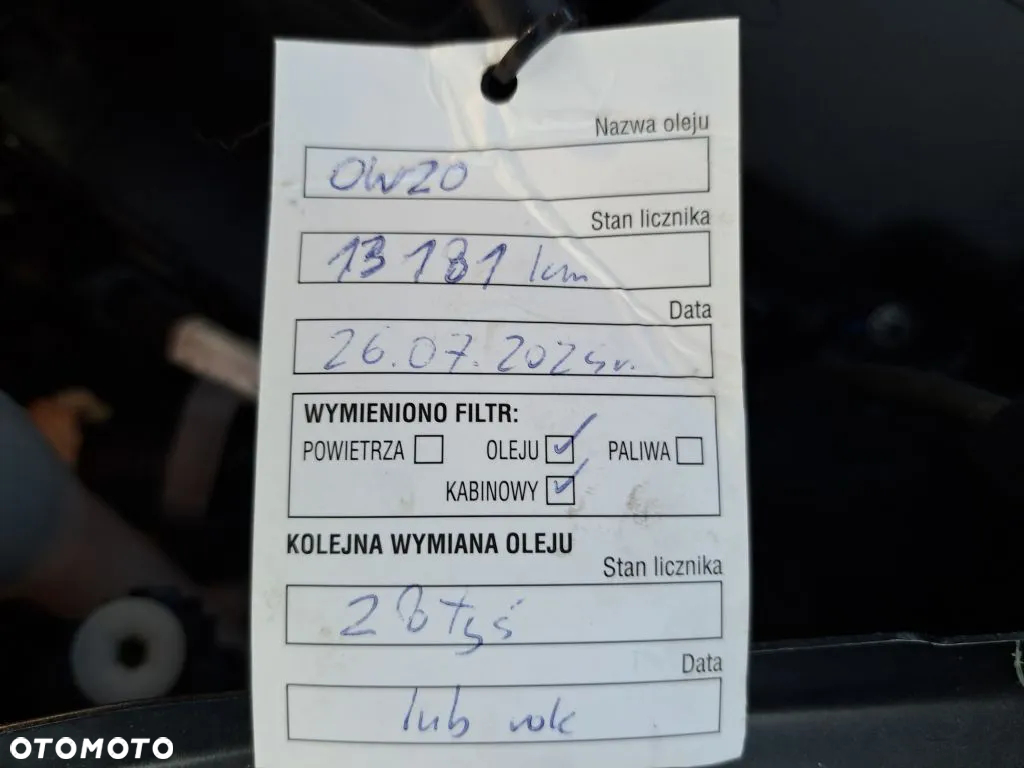 Nazwa oleju
0W20
Stan licznika
13 181 km
Data
26.07.2024r.
WYMIENIONO FILTR:
POWIETRZA OLEJU PALIWA
KABINOWY
KOLEJNA WYMIANA OLEJU
Stan licznika
28 tyś
Data
lub rok
OTOMOTO